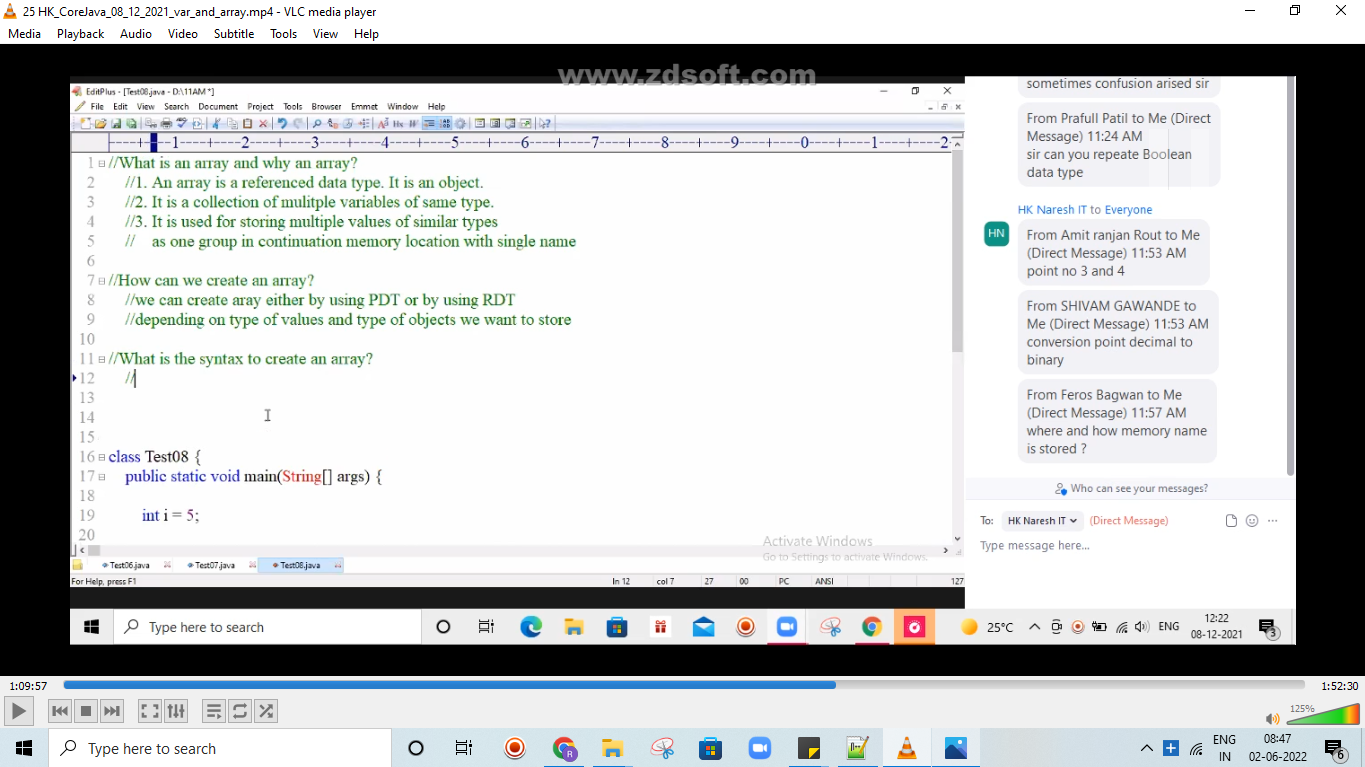 25 HK_CoreJava_08_12_2021_var_and_array.mp4 - VLC media player
Media Playback Audio Video Subtitle Tools View Help
www.zdsoft.com
EditPlus - [Test08.java - D:\11AM *]
File Edit View Search Document Project Tools Browser Emmet Window Help
----+----1----+----2----+----3----+----4----+----5----+----6----+----7----+----8----+----9----+----0----+----1----+----2
1 //What is an array and why an array?
2 //1. An array is a referenced data type. It is an object.
3 //2. It is a collection of mulitple variables of same type.
4 //3. It is used for storing multiple values of similar types
5 // as one group in continuation memory location with single name
6
7 //How can we create an array?
8 //we can create aray either by using PDT or by using RDT
9 //depending on type of values and type of objects we want to store
10
11 //What is the syntax to create an array?
12 //
13
14
15
16 class Test08 {
17 public static void main(String[] args) {
18
19 int i = 5;
20
Activate Windows
Go to Settings to activate Windows.
Test06.java Test07.java Test08.java
For Help, press F1 ln 12 col 7 27 00 PC ANSI 127
sometimes confusion arised sir
From Prafull Patil to Me (Direct
Message) 11:24 AM
sir can you repeate Boolean
data type
HK Naresh IT to Everyone
HN
From Amit ranjan Rout to Me
(Direct Message) 11:53 AM
point no 3 and 4
From SHIVAM GAWANDE to
Me (Direct Message) 11:53 AM
conversion point decimal to
binary
From Feros Bagwan to Me
(Direct Message) 11:57 AM
where and how memory name
is stored ?
Who can see your messages?
To: HK Naresh IT (Direct Message)
Type message here...
Type here to search
25°C
ENG
12:22
08-12-2021
3
1:09:57
1:52:30
125%
Type here to search
ENG
IN
08:47
02-06-2022
6